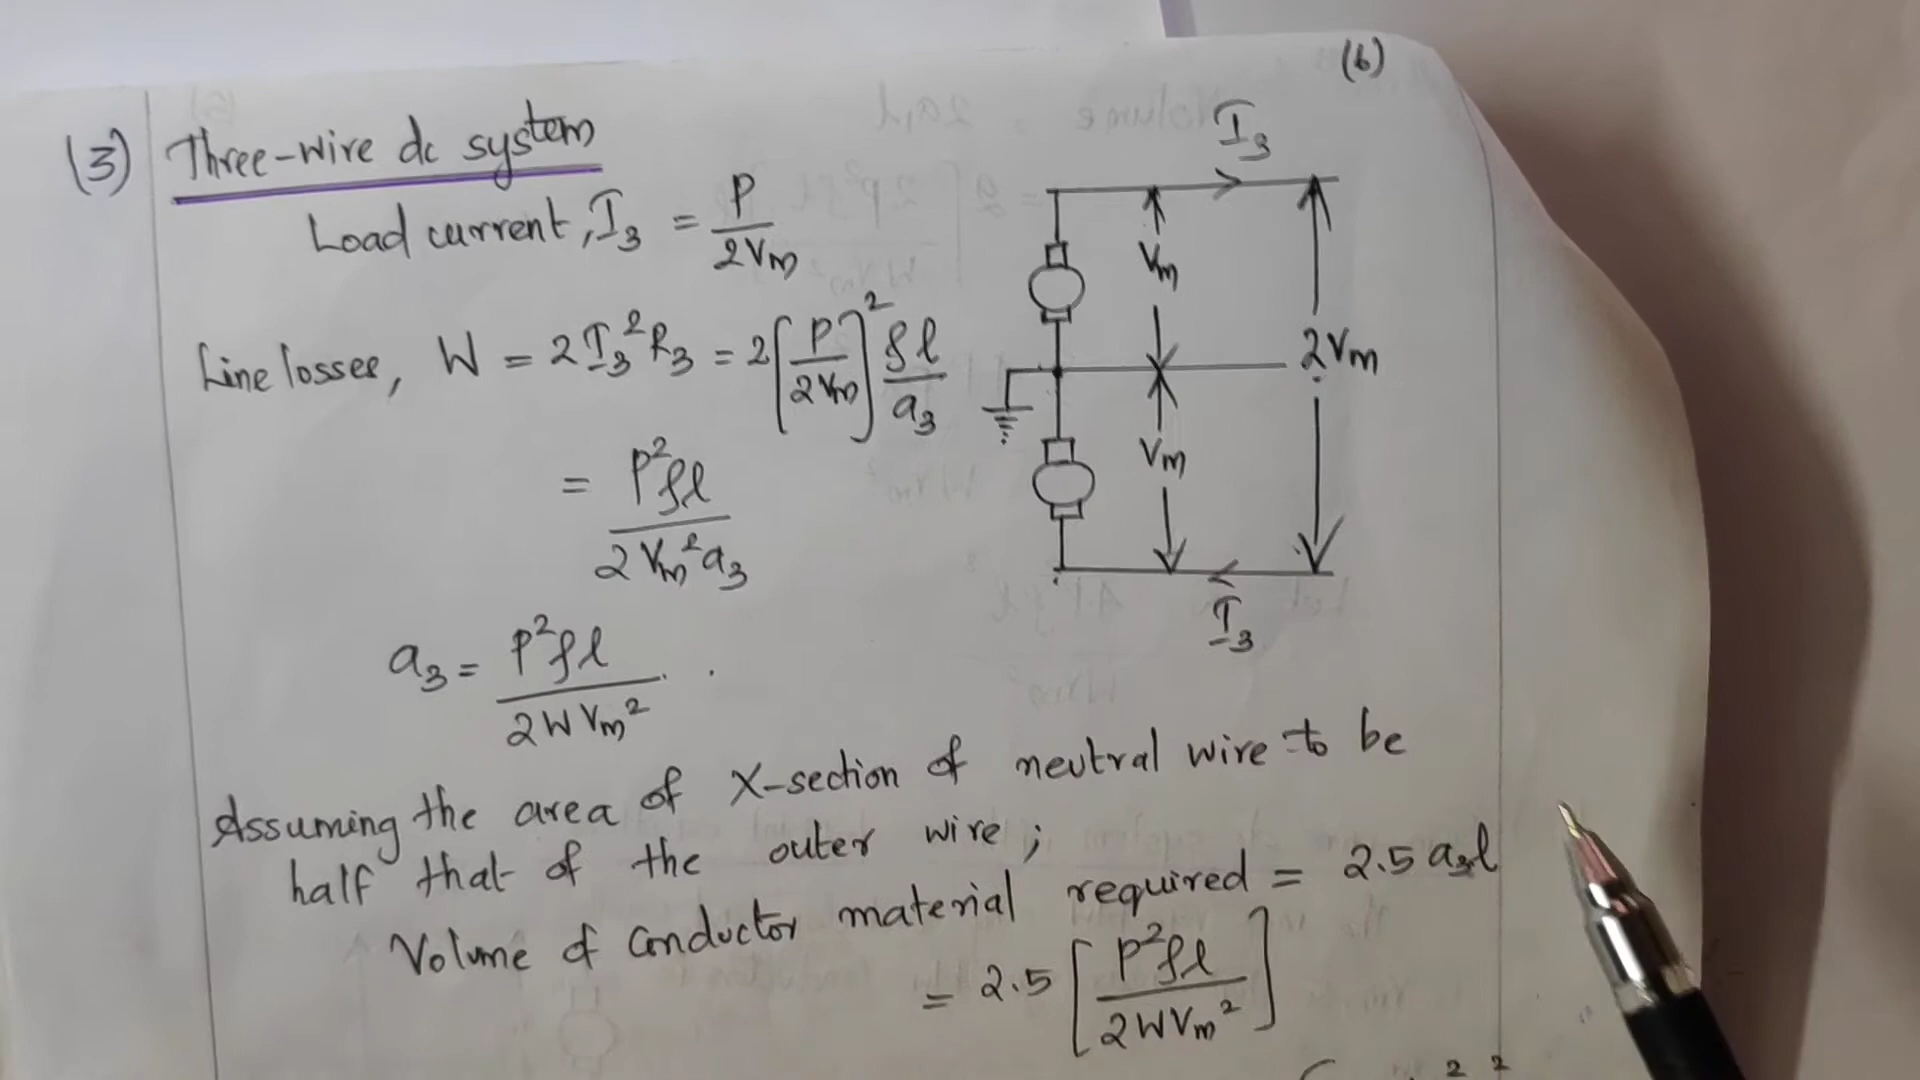 (6)
(3) Three-wire dc system
Load current, I₃ = P / 2Vm
Line losses, W = 2I₃²R₃ = 2[P / 2Vm]² ρl / a₃
= P²ρl / 2Vm²a₃
a₃ = P²ρl / 2WVm²
I₃
Vm
2Vm
Vm
I₃
Assuming the area of X-section of neutral wire to be
half that of the outer wire;
Volume of conductor material required = 2.5 a₃l
= 2.5 [P²ρl / 2WVm²]